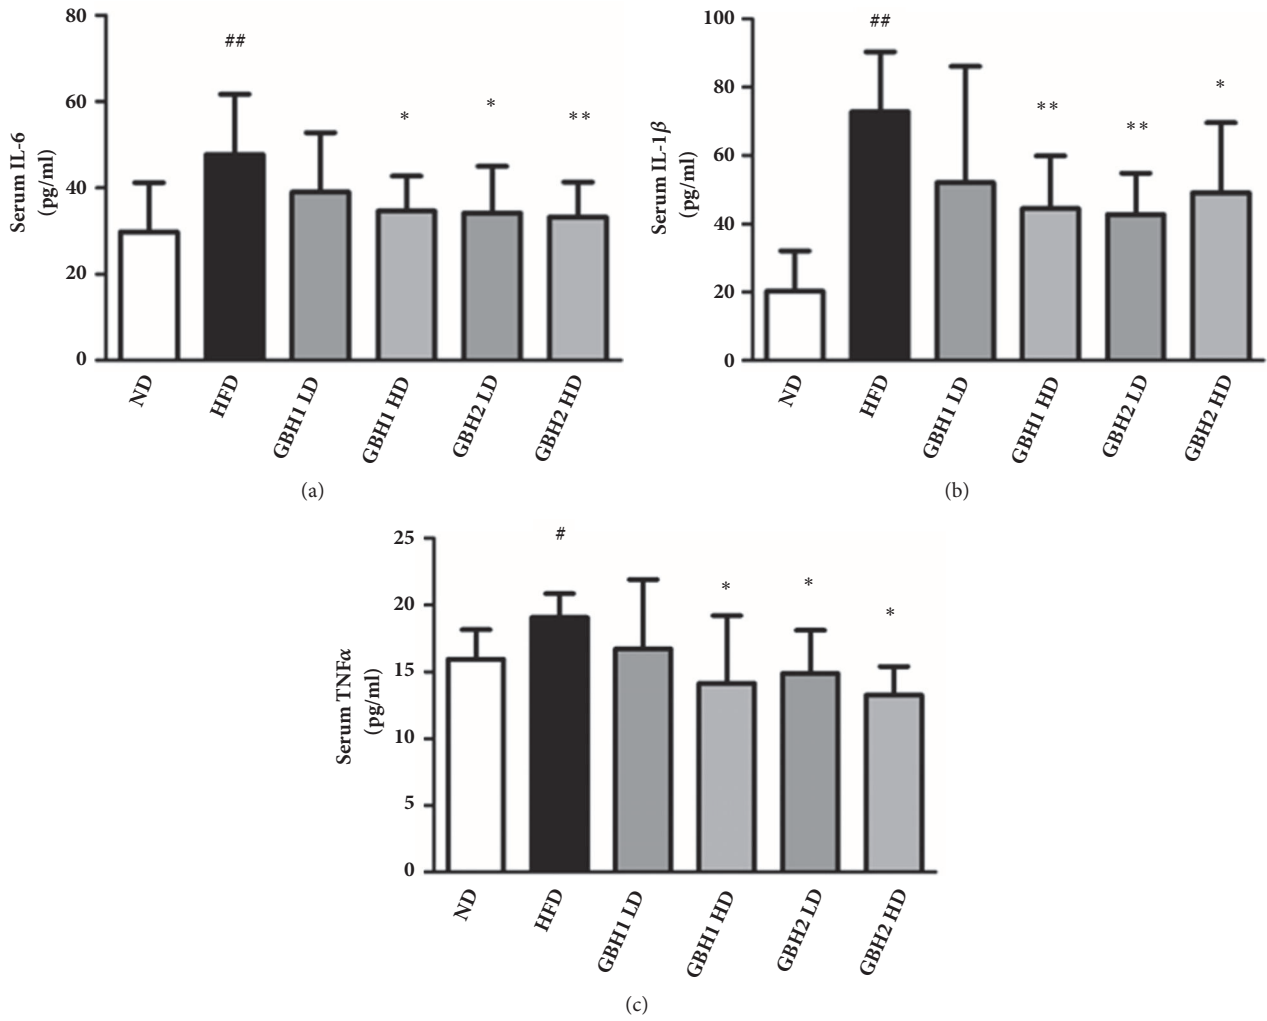 Serum IL-6
(pg/ml)
80
60
40
20
0
##
*
*
**
ND
HFD
GBH1 LD
GBH1 HD
GBH2 LD
GBH2 HD
(a)
Serum IL-1β
(pg/ml)
100
80
60
40
20
0
##
**
**
*
ND
HFD
GBH1 LD
GBH1 HD
GBH2 LD
GBH2 HD
(b)
Serum TNFα
(pg/ml)
25
20
15
10
5
0
#
*
*
*
ND
HFD
GBH1 LD
GBH1 HD
GBH2 LD
GBH2 HD
(c)